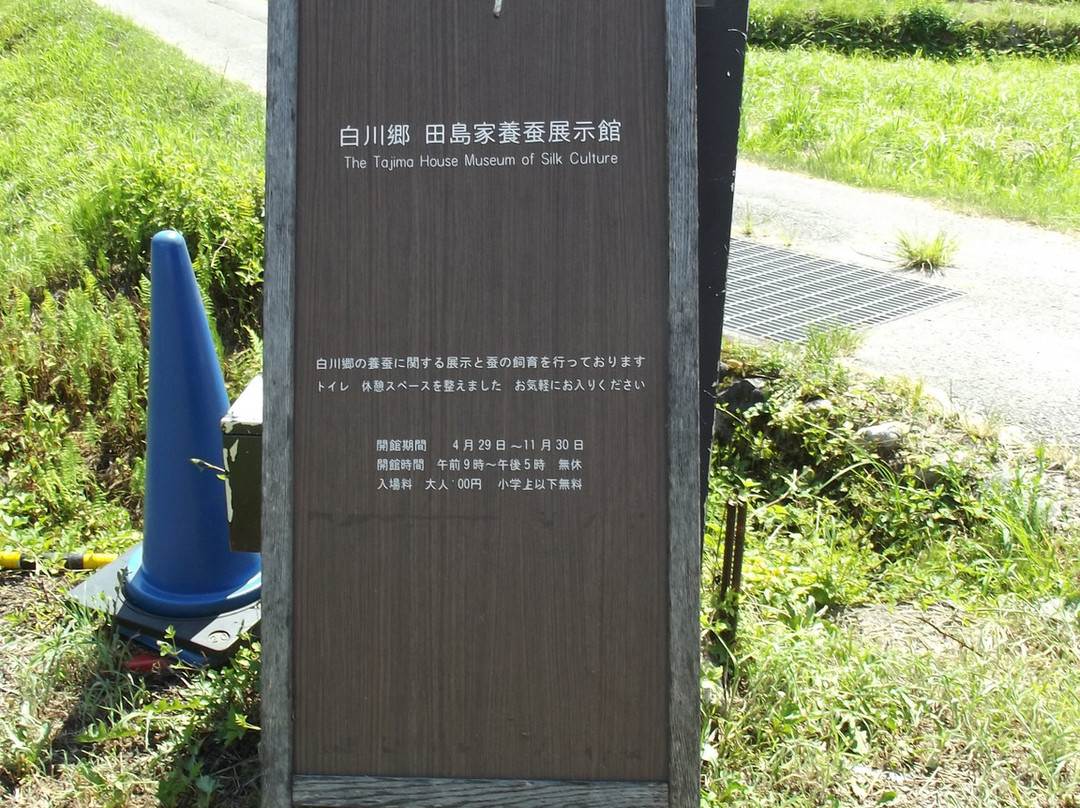 白川郷 田島家養蚕展示館
The Tajima House Museum of Silk Culture
白川郷の養蚕に関する展示と蚕の飼育を行っております
トイレ 休憩スペースを整えました お気軽にお入りください
開館期間 4月29日～11月30日
開館時間 午前9時～午後5時 無休
入場料 大人 00円 小学上以下無料